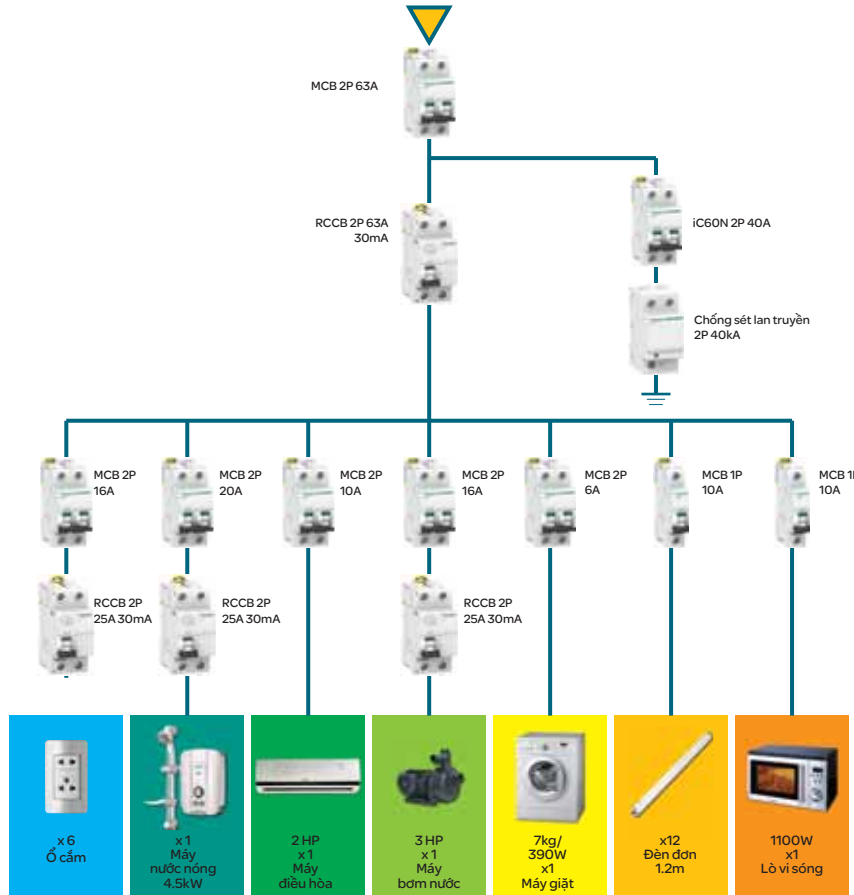 MCB 2P 63A
RCCB 2P 63A
30mA
iC60N 2P 40A
Chống sét lan truyền
2P 40kA
MCB 2P
16A
MCB 2P
20A
MCB 2P
10A
MCB 2P
16A
MCB 2P
6A
MCB 1P
10A
MCB 1P
10A
RCCB 2P
25A 30mA
RCCB 2P
25A 30mA
RCCB 2P
25A 30mA
x 6
Ổ cắm
x 1
Máy
nước nóng
4.5kW
2 HP
x 1
Máy
điều hòa
3 HP
x 1
Máy
bơm nước
7kg/
390W
x1
Máy giặt
x12
Đèn đơn
1.2m
1100W
x1
Lò vi sóng